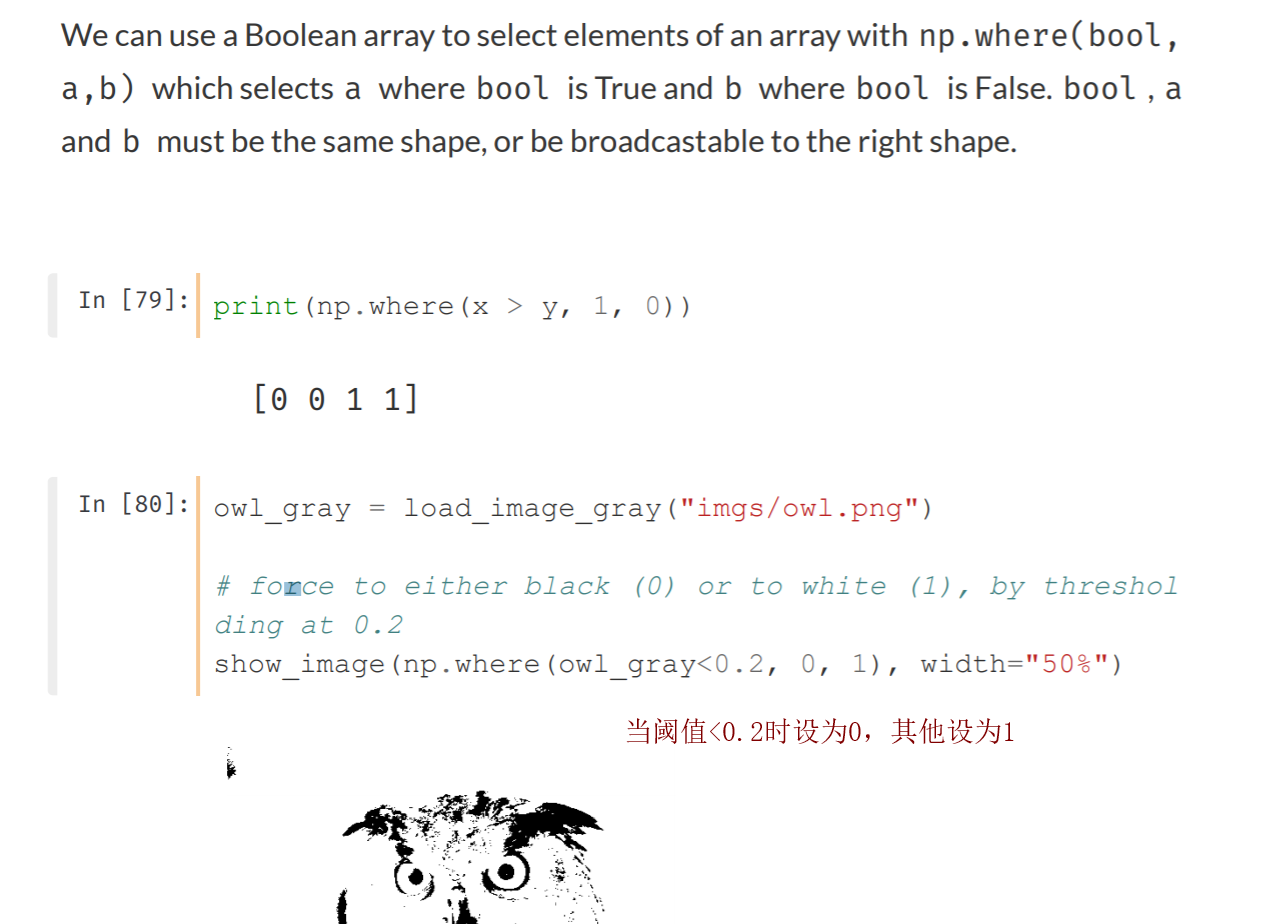 We can use a Boolean array to select elements of an array with np.where(bool,
a,b) which selects a where bool is True and b where bool is False. bool , a
and b must be the same shape, or be broadcastable to the right shape.
In [79]: print(np.where(x > y, 1, 0))
[0 0 1 1]
In [80]: owl_gray = load_image_gray("imgs/owl.png")
# force to either black (0) or to white (1), by threshol
ding at 0.2
show_image(np.where(owl_gray<0.2, 0, 1), width="50%")
当阈值<0.2时设为0，其他设为1